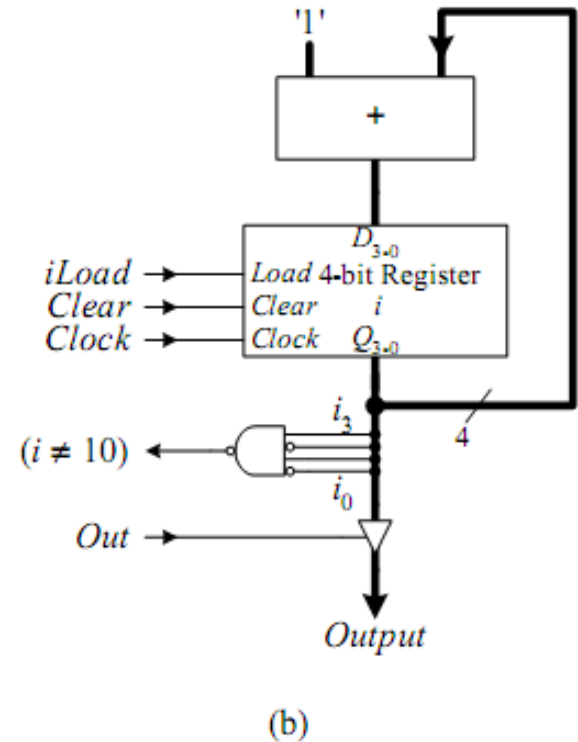 '1'
+
D3-0
iLoad
Load 4-bit Register
Clear
Clear
i
Clock
Clock
Q3-0
i3
4
(i ≠ 10)
i0
Out
Output
(b)